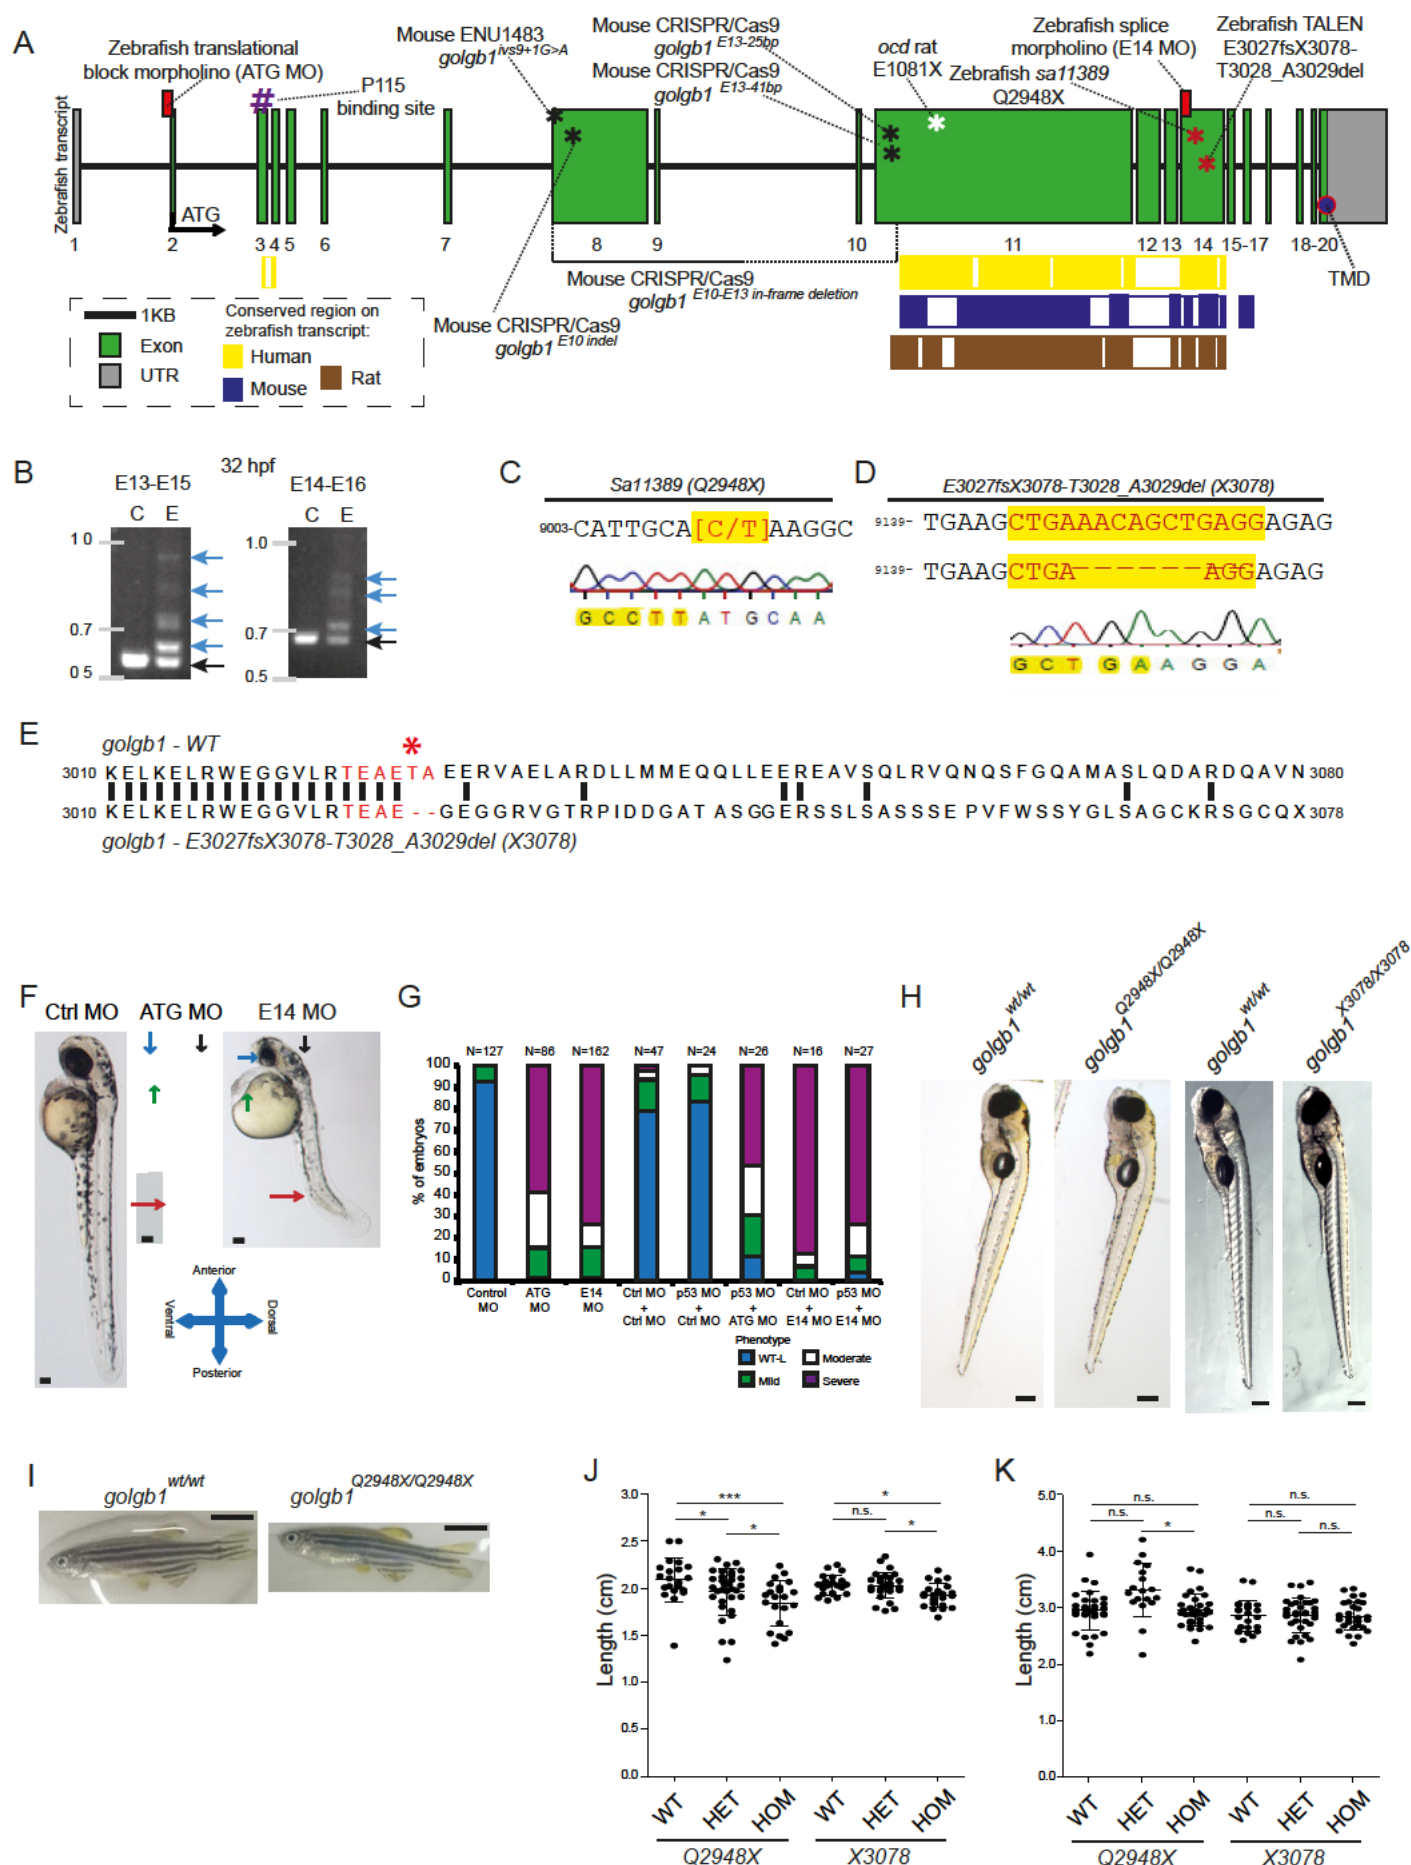 A
Zebrafish translational
block morpholino (ATG MO)
P115
binding site
#
Mouse ENU1483
golgb1 ivs9+1G>A
Mouse CRISPR/Cas9
golgb1 E13-25bp
Mouse CRISPR/Cas9
golgb1 E13-41bp
ocd rat
E1081X
Zebrafish splice
morpholino (E14 MO)
Zebrafish sa11389
Q2948X
Zebrafish TALEN
E3027fsX3078-
T3028_A3029del
Zebrafish transcript
ATG
1 2 3 4 5 6 7 8 9 10 11 12 13 14 15-17 18-20
TMD
Mouse CRISPR/Cas9
golgb1 E10-E13 in-frame deletion
Mouse CRISPR/Cas9
golgb1 E10 indel
1KB
Exon
UTR
Conserved region on
zebrafish transcript:
Human
Mouse
Rat
B
32 hpf
E13-E15
E14-E16
C E
C E
1 0
0.7
0 5
1.0
0.7
0.5
C
Sa11389 (Q2948X)
9003-CATTGCA[C/T]AAGGC
G C C T T A T G C A A
D
E3027fsX3078-T3028_A3029del (X3078)
9139- TGAAGCTGAAACAGCTGAGGAGAG
9139- TGAAGCTGA------AGGAGAG
G C T G A A G G A
E
golgb1 - WT
*
3010 KELKELRWEGGVLRTEAETAEERVAELARDLLMMEQQLLEEREAVSQLRVQNQSFGQAMASLQDARDQAVN 3080
3010 KELKELRWEGGVLRTEAE--GEGGRVGTRPIDDGATASGGERSSLSASSSEPVFWSSYGLSAGCKRSGCQX 3078
golgb1 - E3027fsX3078-T3028_A3029del (X3078)
F
Ctrl MO
ATG MO
E14 MO
Anterior
Ventral
Dorsal
Posterior
G
% of embryos
100
90
80
70
60
50
40
30
20
10
0
N=127 N=86 N=162 N=47 N=24 N=26 N=16 N=27
Control MO
ATG MO
E14 MO
Ctrl MO + Ctrl MO
p53 MO + Ctrl MO
p53 MO + ATG MO
Ctrl MO + E14 MO
p53 MO + E14 MO
Phenotype
WT-L
Mild
Moderate
Severe
H
golgb1 wt/wt
golgb1 Q2948X/Q2948X
golgb1 wt/wt
golgb1 X3078/X3078
I
golgb1 wt/wt
golgb1 Q2948X/Q2948X
J
Length (cm)
3.0
2.5
2.0
1.5
1.0
0.5
0.0
***
*
*
*
n.s.
*
WT HET HOM WT HET HOM
Q2948X
X3078
K
Length (cm)
5.0
4.0
3.0
2.0
1.0
0.0
n.s.
n.s.
*
n.s.
n.s.
n.s.
WT HET HOM WT HET HOM
Q2948X
X3078